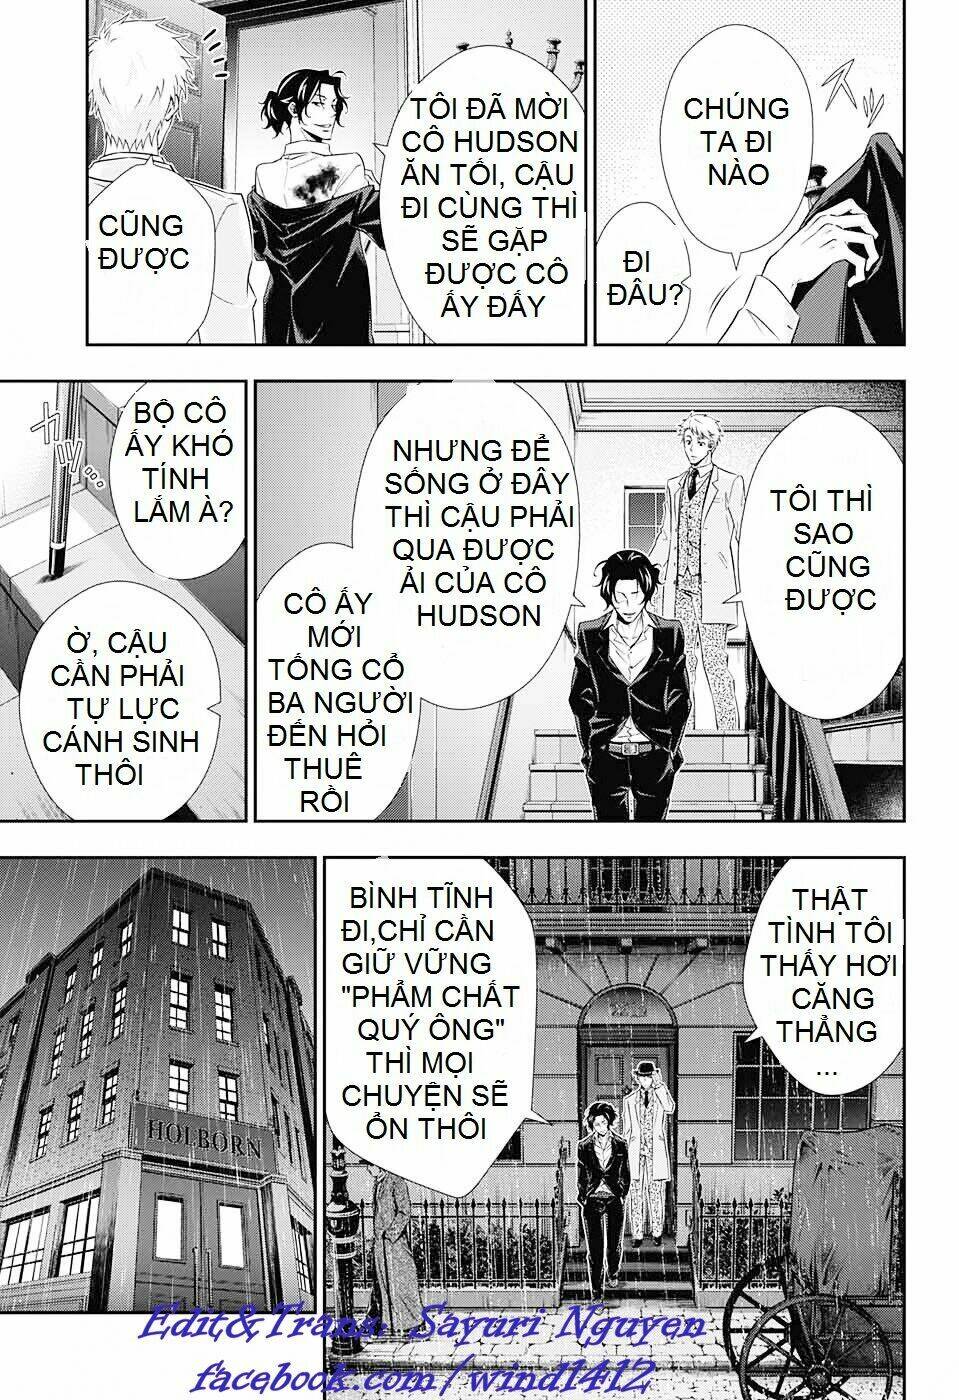 CHÚNG
TA ĐI
NÀO
ĐI
ĐÂU?
TÔI ĐÃ MỜI
CÔ HUDSON
ĂN TỐI, CẬU
ĐI CÙNG THÌ
SẼ GẶP
ĐƯỢC CÔ
ẤY ĐẤY
CŨNG
ĐƯỢC
TÔI THÌ
SAO
CŨNG
ĐƯỢC
NHƯNG ĐỂ
SỐNG Ở ĐÂY
THÌ CẬU PHẢI
QUA ĐƯỢC
ẢI CỦA CÔ
HUDSON
CÔ ẤY
MỚI
TỐNG CỔ
BA NGƯỜI
ĐẾN HỎI
THUÊ
RỒI
BỘ CÔ
ẤY KHÓ
TÍNH
LẮM À?
Ờ, CẬU
CẦN PHẢI
TỰ LỰC
CÁNH SINH
THÔI
THẬT
TÌNH TÔI
THẤY HƠI
CĂNG
THẲNG
...
BÌNH TĨNH
ĐI,CHỈ CẦN
GIỮ VỮNG
"PHẨM CHẤT
QUÝ ÔNG"
THÌ MỌI
CHUYỆN SẼ
ỔN THÔI
HOLBORN
Edit&Trans: Sayuri Nguyen
facebook.com/wind1412